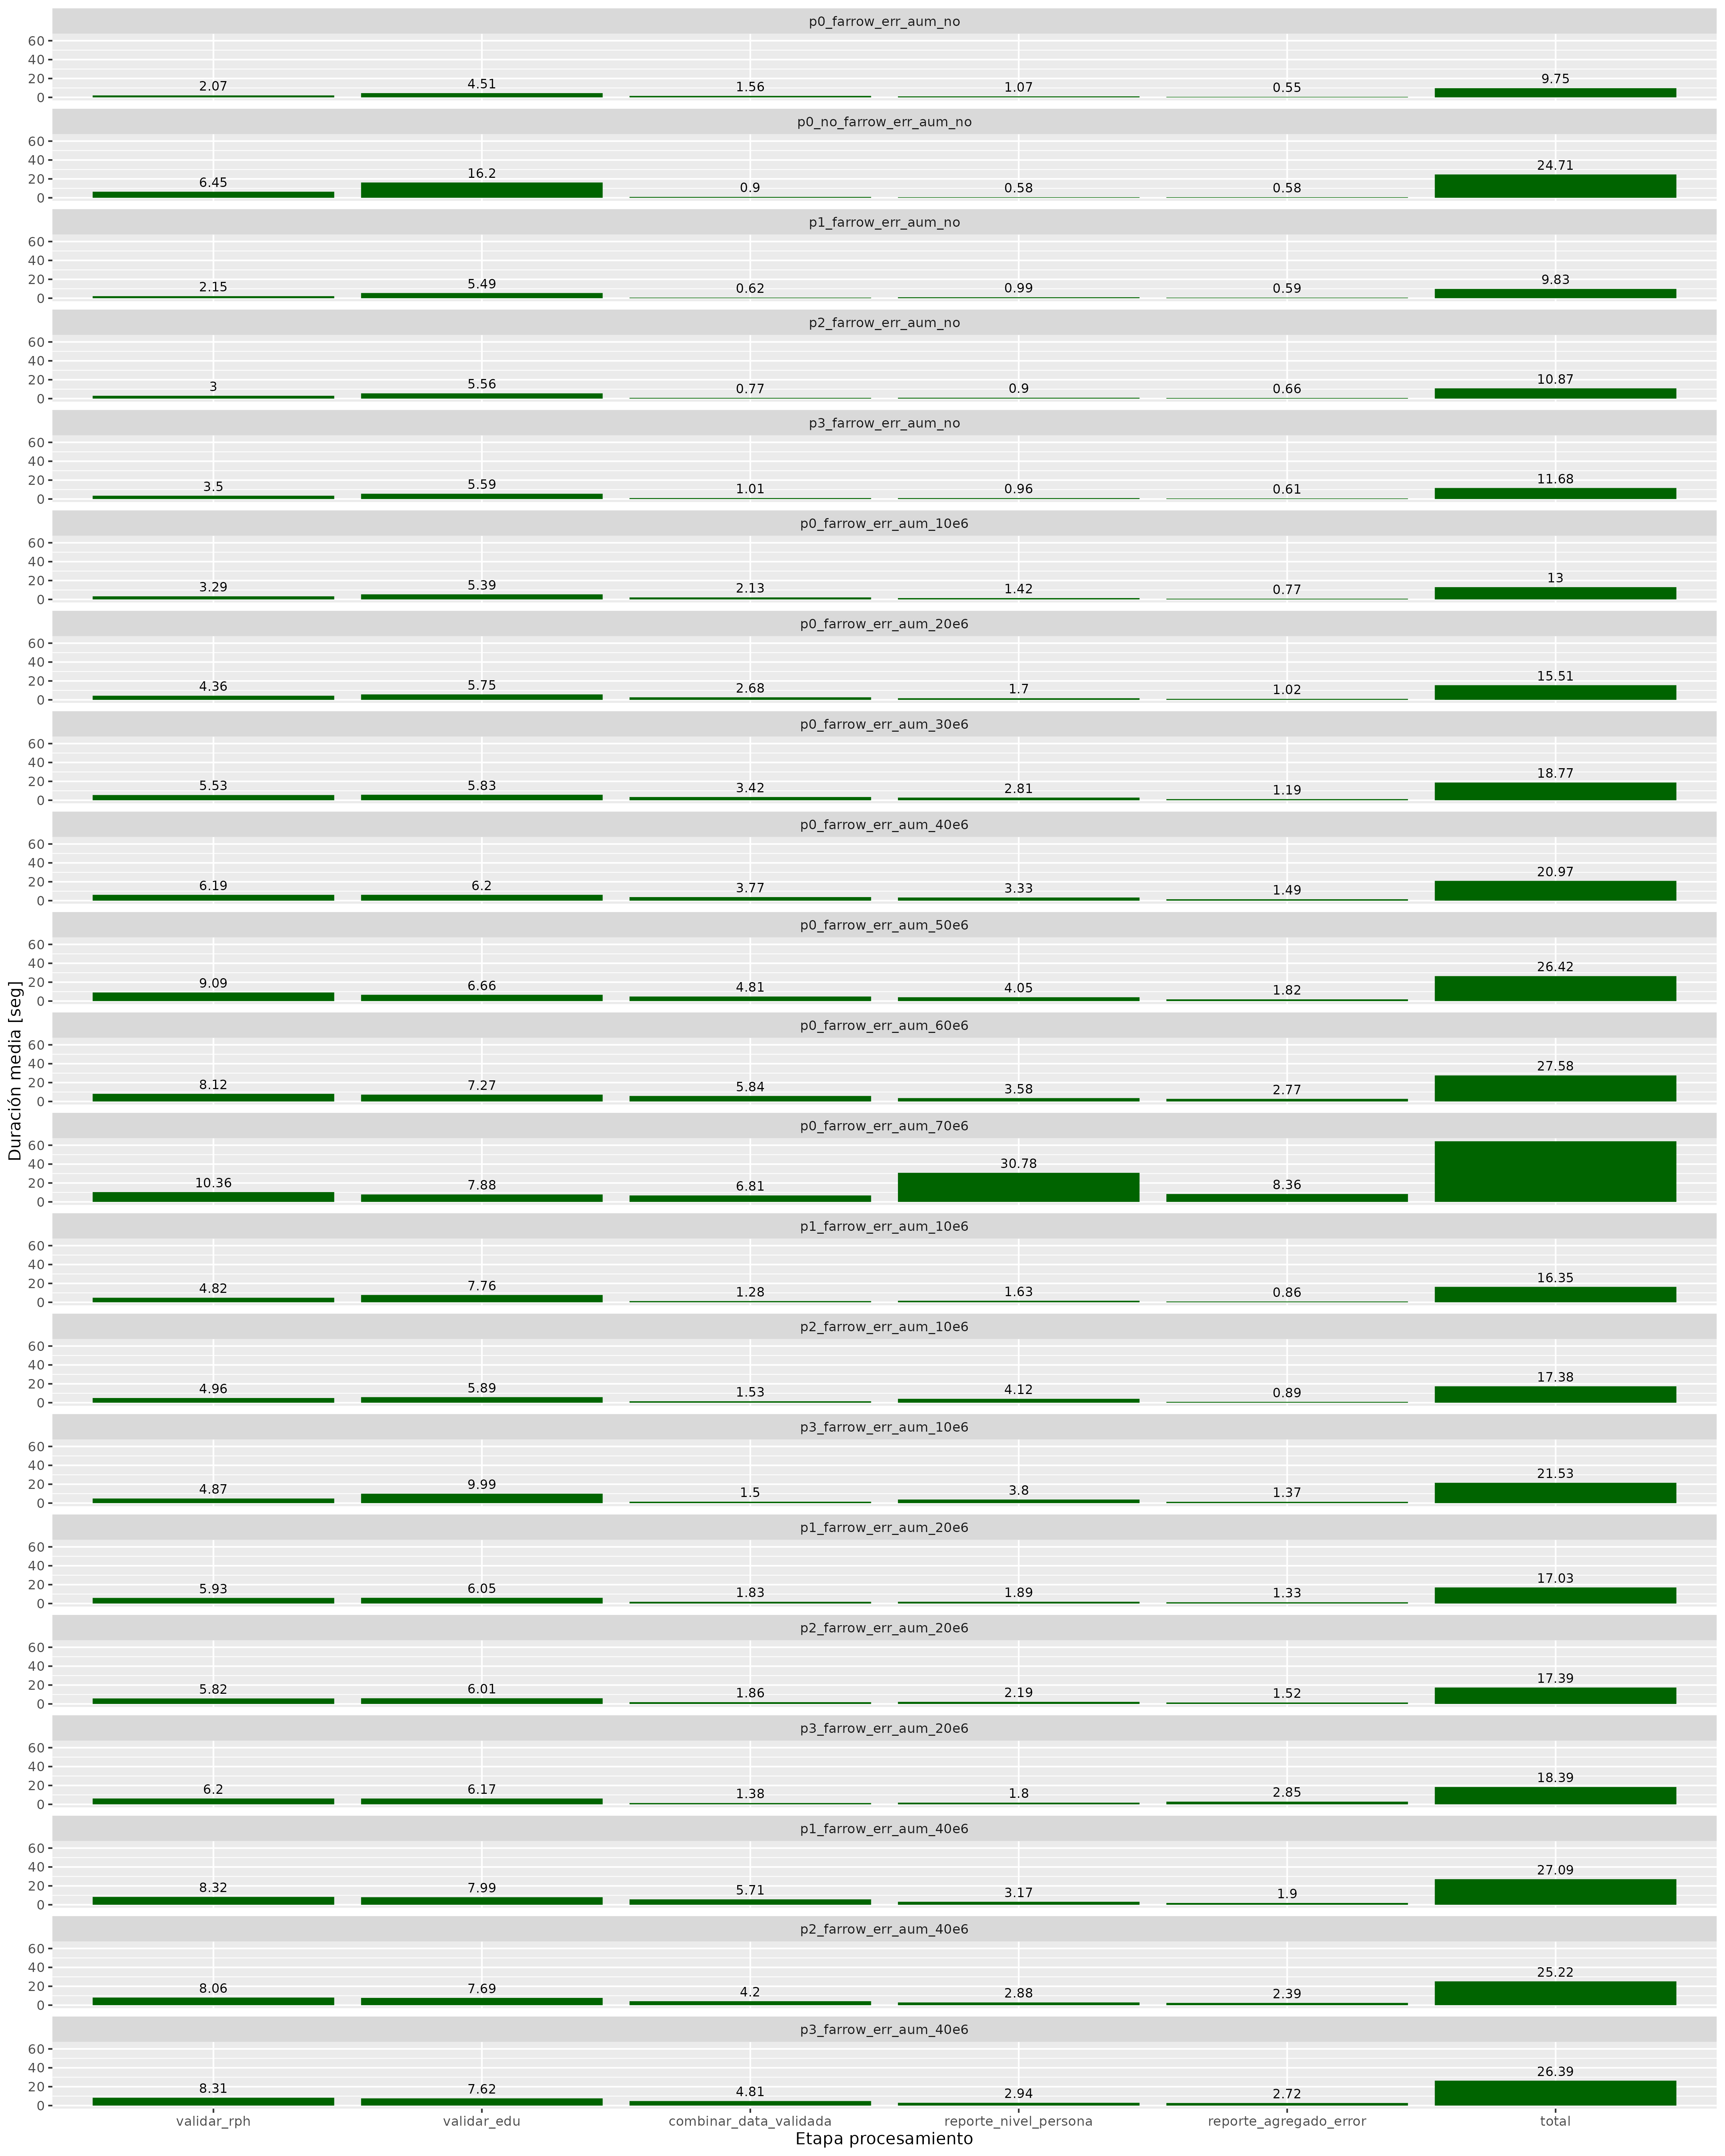 p0_farrow_err_aum_no
60
40
20
0
2.07 4.51 1.56 1.07 0.55 9.75
p0_no_farrow_err_aum_no
60
40
20
0
6.45 16.2 0.9 0.58 0.58 24.71
p1_farrow_err_aum_no
60
40
20
0
2.15 5.49 0.62 0.99 0.59 9.83
p2_farrow_err_aum_no
60
40
20
0
3 5.56 0.77 0.9 0.66 10.87
p3_farrow_err_aum_no
60
40
20
0
3.5 5.59 1.01 0.96 0.61 11.68
p0_farrow_err_aum_10e6
60
40
20
0
3.29 5.39 2.13 1.42 0.77 13
p0_farrow_err_aum_20e6
60
40
20
0
4.36 5.75 2.68 1.7 1.02 15.51
p0_farrow_err_aum_30e6
60
40
20
0
5.53 5.83 3.42 2.81 1.19 18.77
p0_farrow_err_aum_40e6
60
40
20
0
6.19 6.2 3.77 3.33 1.49 20.97
p0_farrow_err_aum_50e6
60
40
20
0
9.09 6.66 4.81 4.05 1.82 26.42
p0_farrow_err_aum_60e6
60
40
20
0
8.12 7.27 5.84 3.58 2.77 27.58
p0_farrow_err_aum_70e6
60
40
20
0
10.36 7.88 6.81 30.78 8.36
p1_farrow_err_aum_10e6
60
40
20
0
4.82 7.76 1.28 1.63 0.86 16.35
p2_farrow_err_aum_10e6
60
40
20
0
4.96 5.89 1.53 4.12 0.89 17.38
p3_farrow_err_aum_10e6
60
40
20
0
4.87 9.99 1.5 3.8 1.37 21.53
p1_farrow_err_aum_20e6
60
40
20
0
5.93 6.05 1.83 1.89 1.33 17.03
p2_farrow_err_aum_20e6
60
40
20
0
5.82 6.01 1.86 2.19 1.52 17.39
p3_farrow_err_aum_20e6
60
40
20
0
6.2 6.17 1.38 1.8 2.85 18.39
p1_farrow_err_aum_40e6
60
40
20
0
8.32 7.99 5.71 3.17 1.9 27.09
p2_farrow_err_aum_40e6
60
40
20
0
8.06 7.69 4.2 2.88 2.39 25.22
p3_farrow_err_aum_40e6
60
40
20
0
8.31 7.62 4.81 2.94 2.72 26.39
validar_rph validar_edu combinar_data_validada reporte_nivel_persona reporte_agregado_error total
Etapa procesamiento
Duración media [seg]